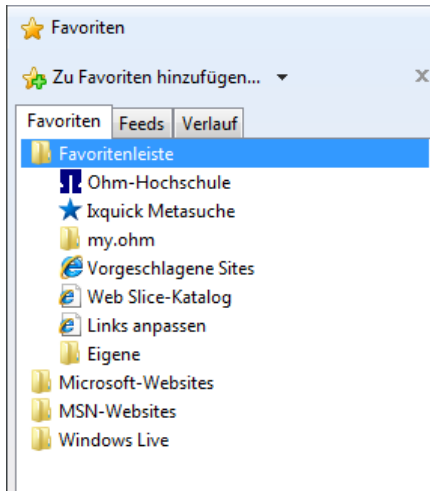 Favoriten
Zu Favoriten hinzufügen...
Favoriten Feeds Verlauf
Favoritenleiste
Ohm-Hochschule
Ixquick Metasuche
my.ohm
Vorgeschlagene Sites
Web Slice-Katalog
Links anpassen
Eigene
Microsoft-Websites
MSN-Websites
Windows Live